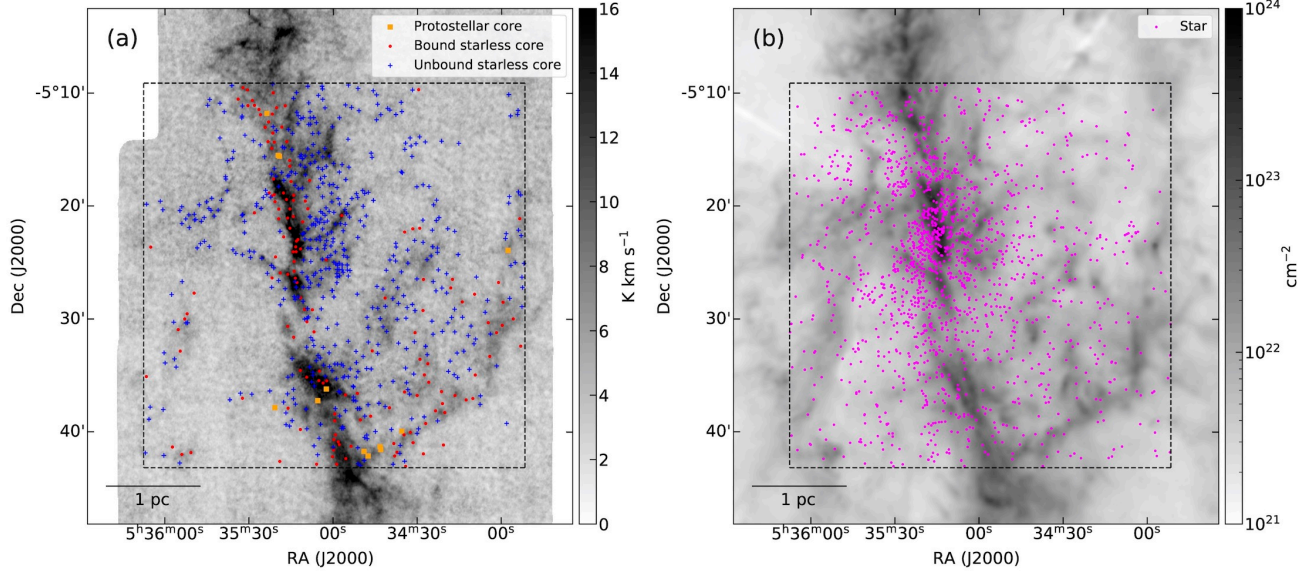 (a)
Protostellar core
Bound starless core
Unbound starless core
-5°10'
20'
30'
40'
Dec (J2000)
1 pc
5ʰ36ᵐ00ˢ
35ᵐ30ˢ
00ˢ
34ᵐ30ˢ
00ˢ
RA (J2000)
16
14
12
10
8
6
4
2
0
K km s⁻¹
(b)
Star
-5°10'
20'
30'
40'
Dec (J2000)
1 pc
5ʰ36ᵐ00ˢ
35ᵐ30ˢ
00ˢ
34ᵐ30ˢ
00ˢ
RA (J2000)
10²⁴
10²³
10²²
10²¹
cm⁻²